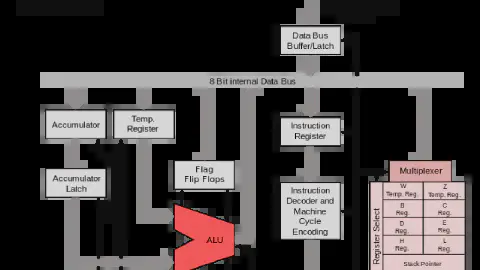 Data Bus
Buffer/Latch
8 Bit internal Data Bus
Accumulator
Temp.
Register
Instruction
Register
Accumulator
Latch
Flag
Flip Flops
Instruction
Decoder and
Machine
Cycle
Encoding
ALU
Multiplexer
Register Select
W
Temp. Reg.
Z
Temp. Reg.
B
Reg.
C
Reg.
D
Reg.
E
Reg.
H
Reg.
L
Reg.
Stack Pointer